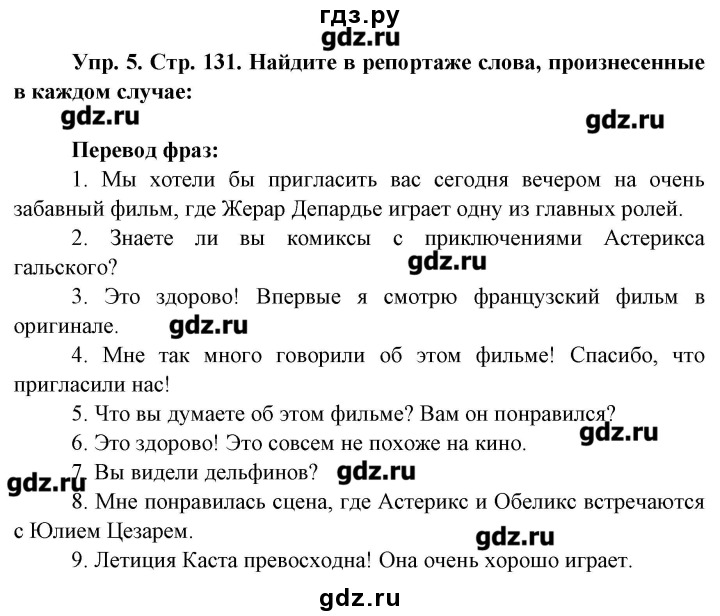 гдз.ру
gdz.ru
Упр. 5. Стр. 131. Найдите в репортаже слова, произнесенные
в каждом случае:
gdz.ru
gdz.ru
Перевод фраз:
1. Мы хотели бы пригласить вас сегодня вечером на очень
забавный фильм, где Жерар Депардье играет одну из главных ролей.
2. Знаете ли вы комиксы с приключениями Астерикса
гальского?
gdz.ru
3. Это здорово! Впервые я смотрю французский фильм в
оригинале.
gdz.ru
4. Мне так много говорили об этом фильме! Спасибо, что
пригласили нас!
5. Что вы думаете об этом фильме? Вам он понравился?
6. Это здорово! Это совсем не похоже на кино.
gdz.ru
7. Вы видели дельфинов?
gdz.ru
gdz.ru
8. Мне понравилась сцена, где Астерикс и Обеликс встречаются
с Юлием Цезарем.
gdz.ru
9. Летиция Каста превосходна! Она очень хорошо играет.
gdz.ru